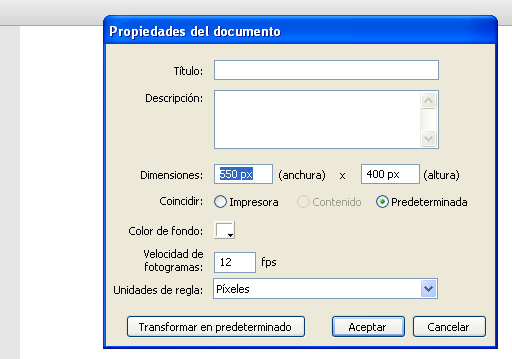 Propiedades del documento
Título:
Descripción:
Dimensiones: 550 px (anchura) x 400 px (altura)
Coincidir: Impresora Contenido Predeterminada
Color de fondo:
Velocidad de
fotogramas: 12 fps
Unidades de regla: Píxeles
Transformar en predeterminado Aceptar Cancelar